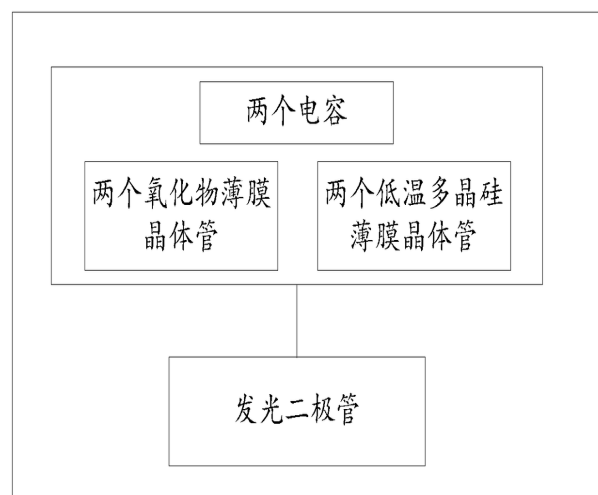 两个电容
两个氧化物薄膜
晶体管
两个低温多晶硅
薄膜晶体管
发光二极管